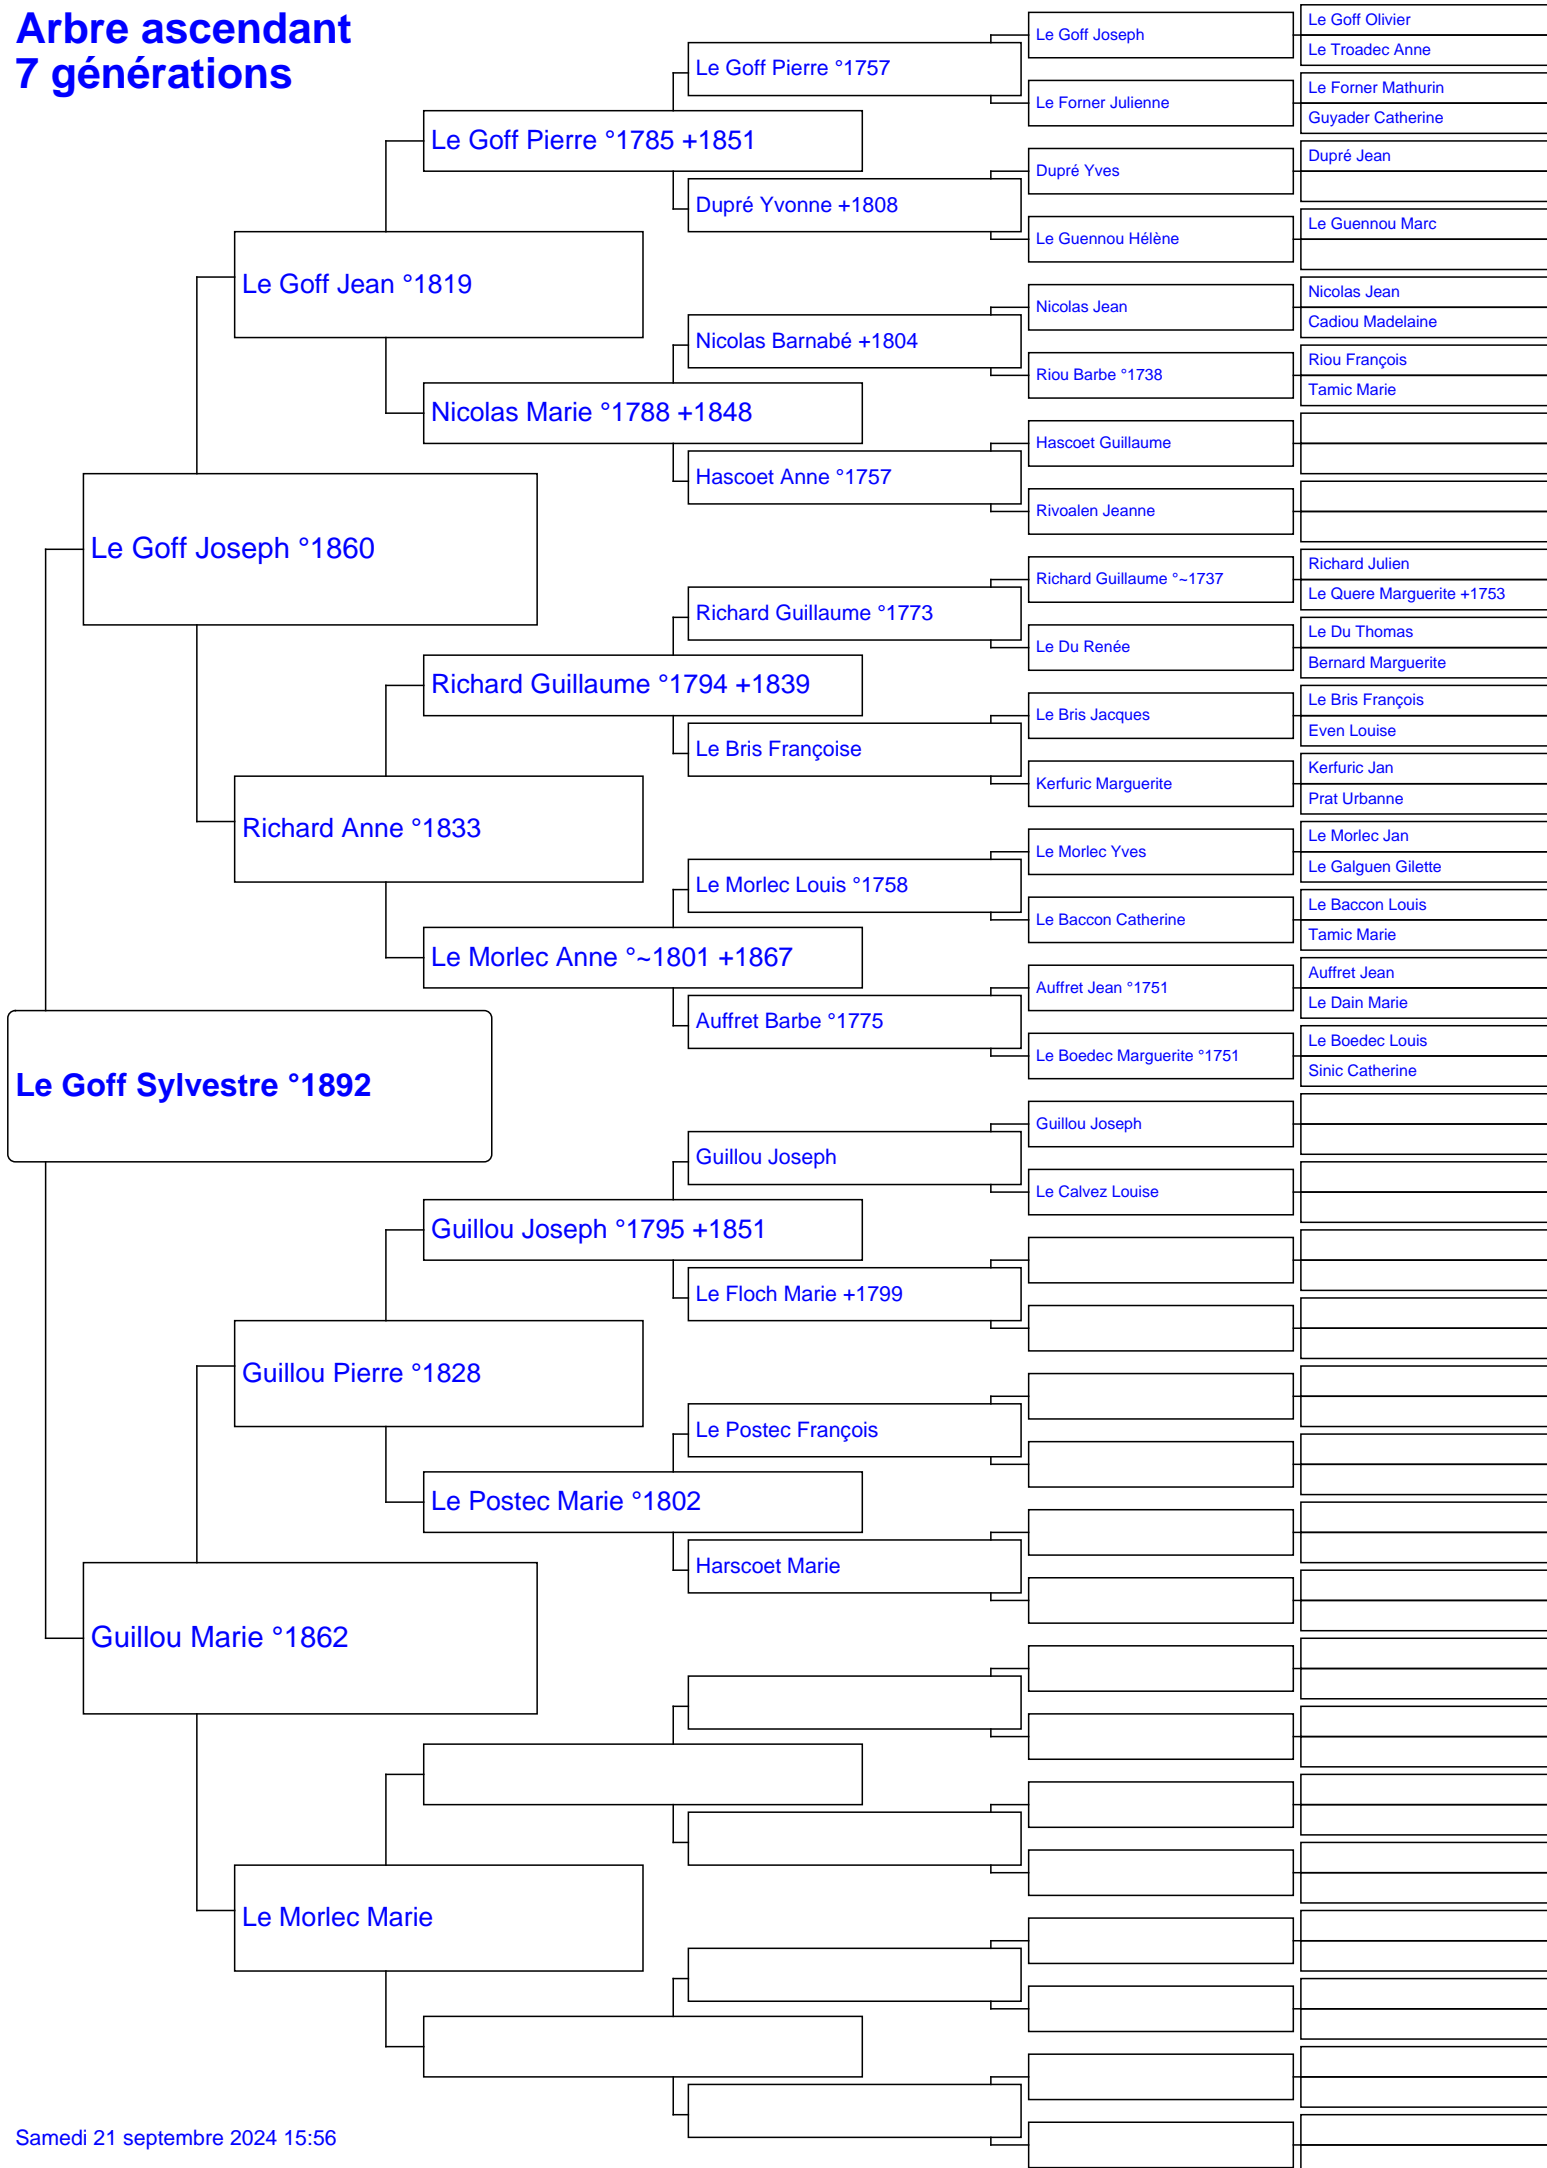 Arbre ascendant
7 générations
Le Goff Sylvestre °1892
Le Goff Joseph °1860
Guillou Marie °1862
Le Goff Jean °1819
Richard Anne °1833
Guillou Pierre °1828
Le Morlec Marie
Le Goff Pierre °1785 +1851
Nicolas Marie °1788 +1848
Richard Guillaume °1794 +1839
Le Morlec Anne °~1801 +1867
Guillou Joseph °1795 +1851
Le Postec Marie °1802
Le Goff Pierre °1757
Dupré Yvonne +1808
Nicolas Barnabé +1804
Hascoet Anne °1757
Richard Guillaume °1773
Le Bris Françoise
Le Morlec Louis °1758
Auffret Barbe °1775
Guillou Joseph
Le Floch Marie +1799
Le Postec François
Harscoet Marie
Le Goff Joseph
Le Forner Julienne
Dupré Yves
Le Guennou Hélène
Nicolas Jean
Riou Barbe °1738
Hascoet Guillaume
Rivoalen Jeanne
Richard Guillaume °~1737
Le Du Renée
Le Bris Jacques
Kerfuric Marguerite
Le Morlec Yves
Le Baccon Catherine
Auffret Jean °1751
Le Boedec Marguerite °1751
Guillou Joseph
Le Calvez Louise
Le Goff Olivier
Le Troadec Anne
Le Forner Mathurin
Guyader Catherine
Dupré Jean
Le Guennou Marc
Nicolas Jean
Cadiou Madelaine
Riou François
Tamic Marie
Richard Julien
Le Quere Marguerite +1753
Le Du Thomas
Bernard Marguerite
Le Bris François
Even Louise
Kerfuric Jan
Prat Urbanne
Le Morlec Jan
Le Galguen Gilette
Le Baccon Louis
Tamic Marie
Auffret Jean
Le Dain Marie
Le Boedec Louis
Sinic Catherine
Samedi 21 septembre 2024 15:56